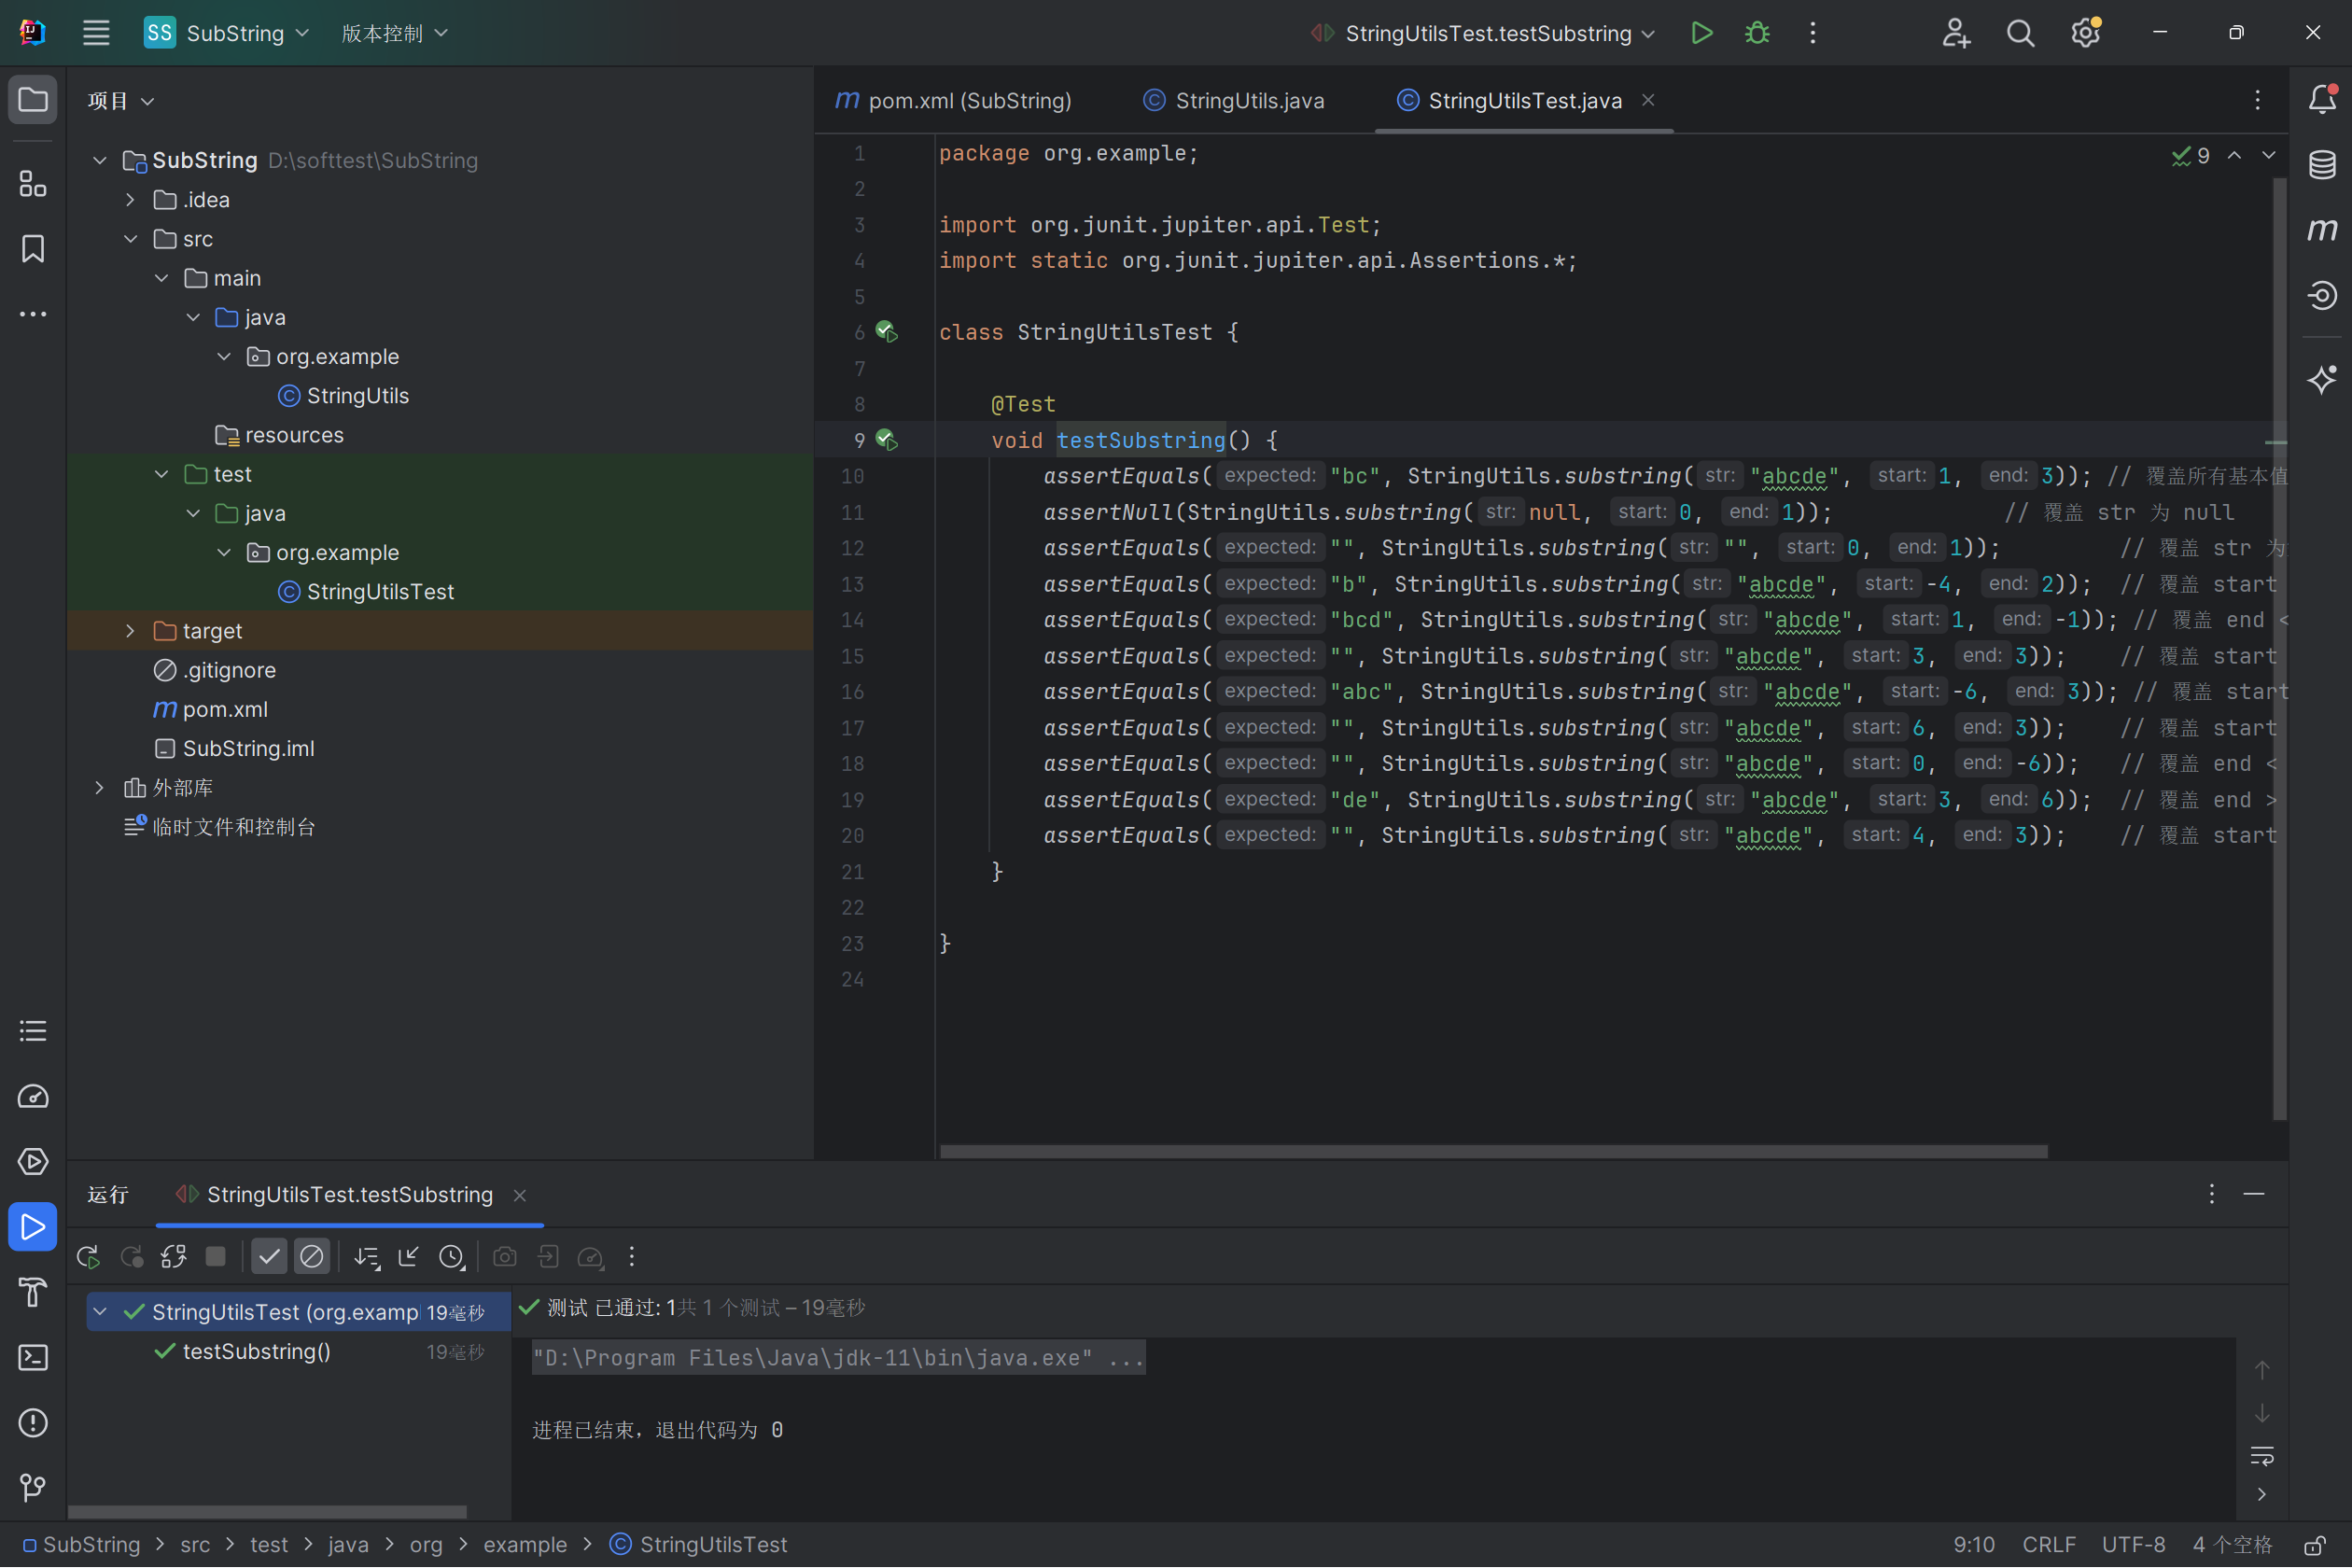 SS SubString 版本控制 StringUtilsTest.testSubstring
项目
SubString D:\softtest\SubString
.idea
src
main
java
org.example
StringUtils
resources
test
java
org.example
StringUtilsTest
target
.gitignore
pom.xml
SubString.iml
外部库
临时文件和控制台
pom.xml (SubString) StringUtils.java StringUtilsTest.java
9
1 package org.example;
2
3 import org.junit.jupiter.api.Test;
4 import static org.junit.jupiter.api.Assertions.*;
5
6 class StringUtilsTest {
7
8 @Test
9 void testSubstring() {
10 assertEquals( expected: "bc", StringUtils.substring( str: "abcde", start: 1, end: 3)); // 覆盖所有基本值
11 assertNull(StringUtils.substring( str: null, start: 0, end: 1)); // 覆盖 str 为 null
12 assertEquals( expected: "", StringUtils.substring( str: "", start: 0, end: 1)); // 覆盖 str 为
13 assertEquals( expected: "b", StringUtils.substring( str: "abcde", start: -4, end: 2)); // 覆盖 start
14 assertEquals( expected: "bcd", StringUtils.substring( str: "abcde", start: 1, end: -1)); // 覆盖 end <
15 assertEquals( expected: "", StringUtils.substring( str: "abcde", start: 3, end: 3)); // 覆盖 start
16 assertEquals( expected: "abc", StringUtils.substring( str: "abcde", start: -6, end: 3)); // 覆盖 start
17 assertEquals( expected: "", StringUtils.substring( str: "abcde", start: 6, end: 3)); // 覆盖 start
18 assertEquals( expected: "", StringUtils.substring( str: "abcde", start: 0, end: -6)); // 覆盖 end <
19 assertEquals( expected: "de", StringUtils.substring( str: "abcde", start: 3, end: 6)); // 覆盖 end >
20 assertEquals( expected: "", StringUtils.substring( str: "abcde", start: 4, end: 3)); // 覆盖 start
21 }
22
23 }
24
运行 StringUtilsTest.testSubstring
StringUtilsTest (org.examp 19毫秒
testSubstring() 19毫秒
测试 已通过: 1共 1 个测试 – 19毫秒
"D:\Program Files\Java\jdk-11\bin\java.exe" ...
进程已结束，退出代码为 0
SubString > src > test > java > org > example > StringUtilsTest 9:10 CRLF UTF-8 4 个空格